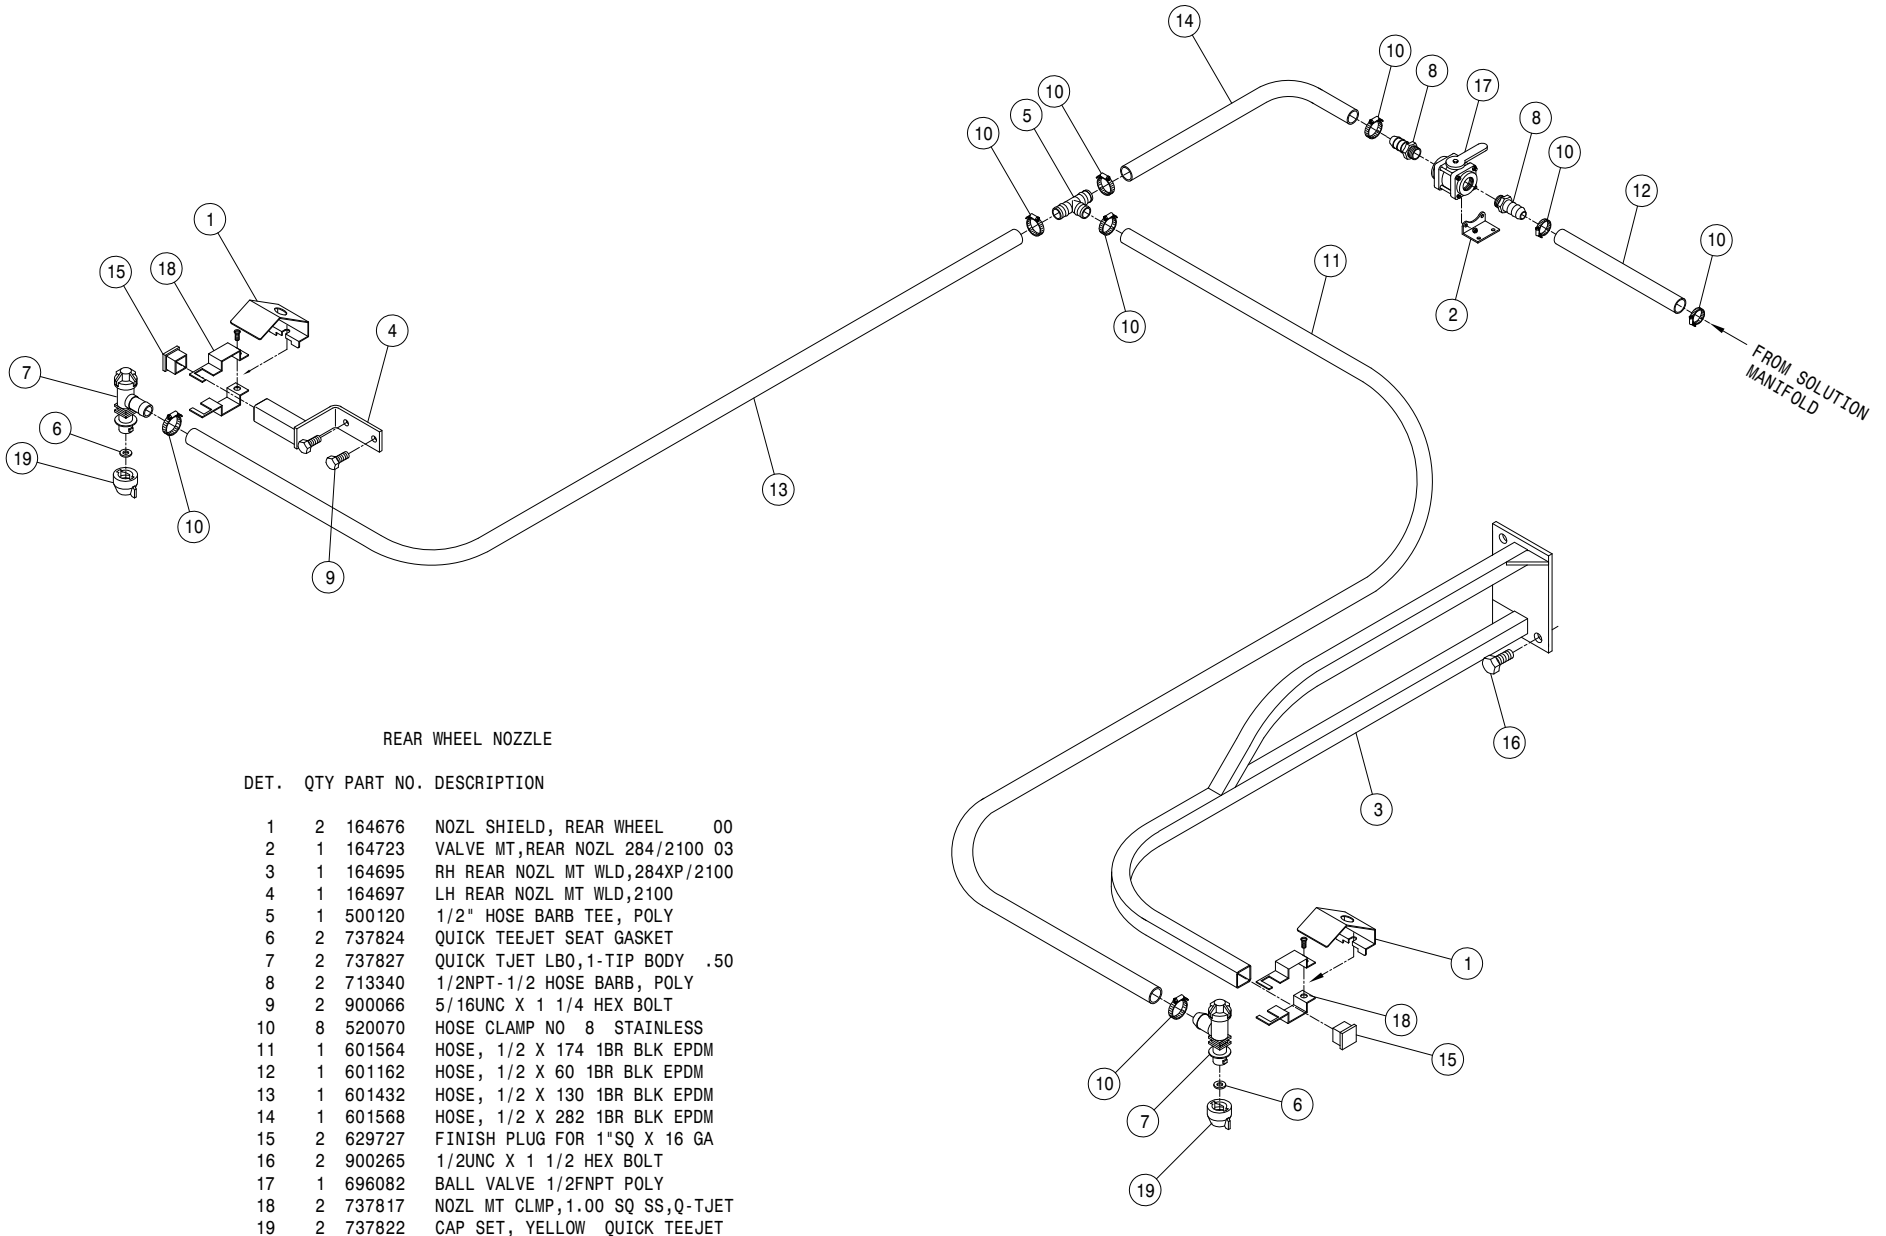 14
10
8
17
10
5
8
10
10
12
1
10
11
15
18
2
10
4
FROM SOLUTION
MANIFOLD
7
6
19
13
10
9
16
3
1
18
15
10
6
7
19
REAR WHEEL NOZZLE
DET. QTY PART NO. DESCRIPTION
1 2 164676 NOZL SHIELD, REAR WHEEL 00
2 1 164723 VALVE MT,REAR NOZL 284/2100 03
3 1 164695 RH REAR NOZL MT WLD,284XP/2100
4 1 164697 LH REAR NOZL MT WLD,2100
5 1 500120 1/2" HOSE BARB TEE, POLY
6 2 737824 QUICK TEEJET SEAT GASKET
7 2 737827 QUICK TJET LBO,1-TIP BODY .50
8 2 713340 1/2NPT-1/2 HOSE BARB, POLY
9 2 900066 5/16UNC X 1 1/4 HEX BOLT
10 8 520070 HOSE CLAMP NO 8 STAINLESS
11 1 601564 HOSE, 1/2 X 174 1BR BLK EPDM
12 1 601162 HOSE, 1/2 X 60 1BR BLK EPDM
13 1 601432 HOSE, 1/2 X 130 1BR BLK EPDM
14 1 601568 HOSE, 1/2 X 282 1BR BLK EPDM
15 2 629727 FINISH PLUG FOR 1"SQ X 16 GA
16 2 900265 1/2UNC X 1 1/2 HEX BOLT
17 1 696082 BALL VALVE 1/2FNPT POLY
18 2 737817 NOZL MT CLMP,1.00 SQ SS,Q-TJET
19 2 737822 CAP SET, YELLOW QUICK TEEJET